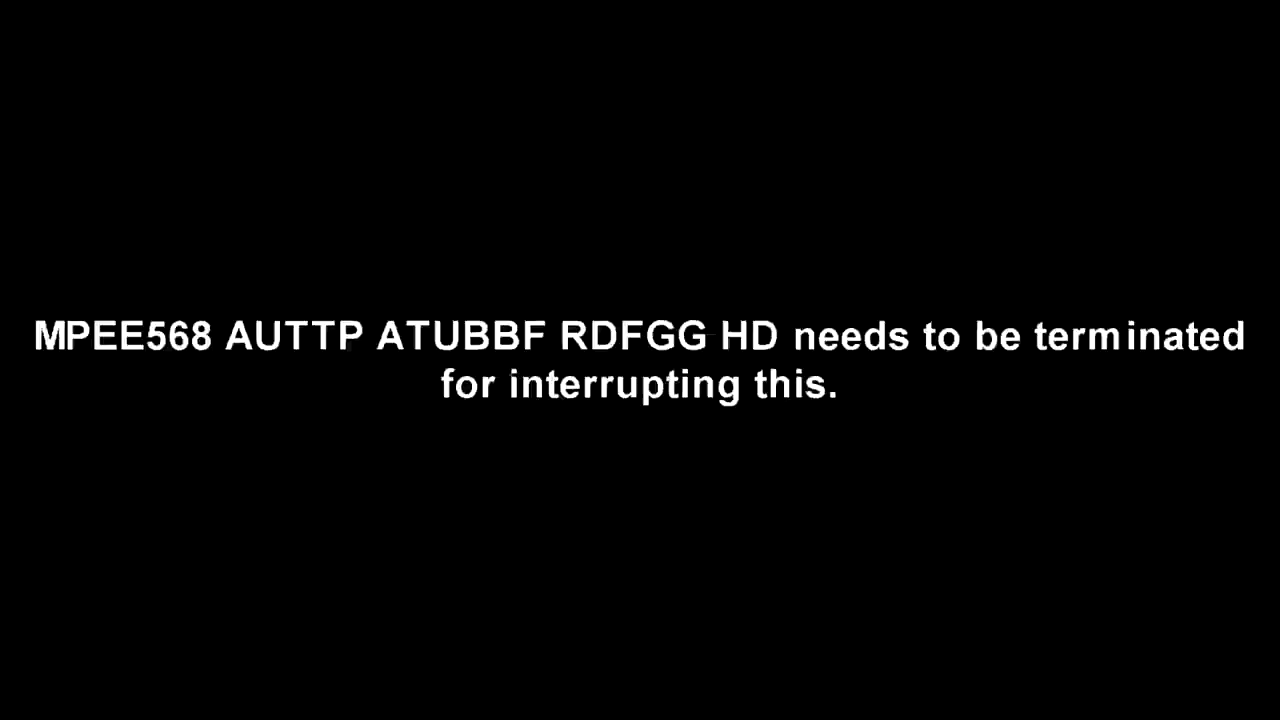 MPEE568 AUTTP ATUBBF RDFGG HD needs to be terminated
for interrupting this.